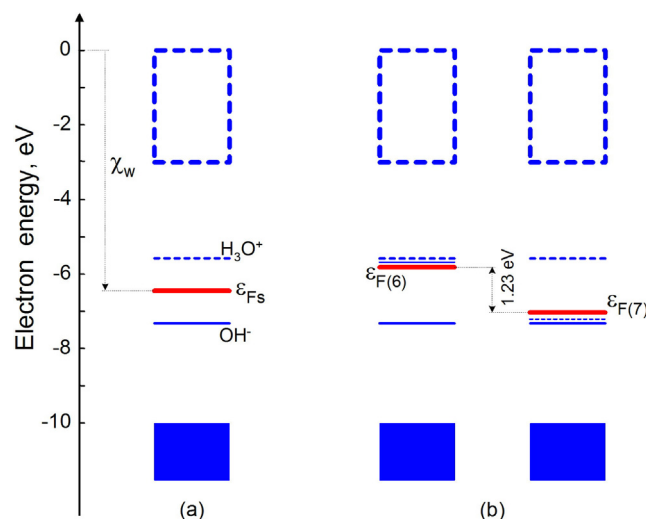 Electron energy, eV
0
-2
-4
-6
-8
-10
χw
H₃O⁺
εFs
OH⁻
εF(6)
1.23 eV
εF(7)
(a)
(b)